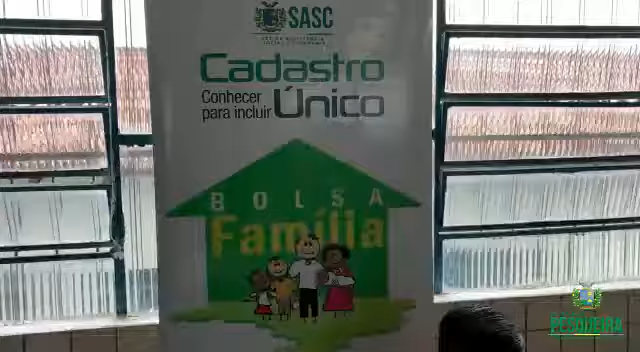 SASC
Cadastro
Conhecer
para incluir Único
BOLSA
Família
PESQUEIRA